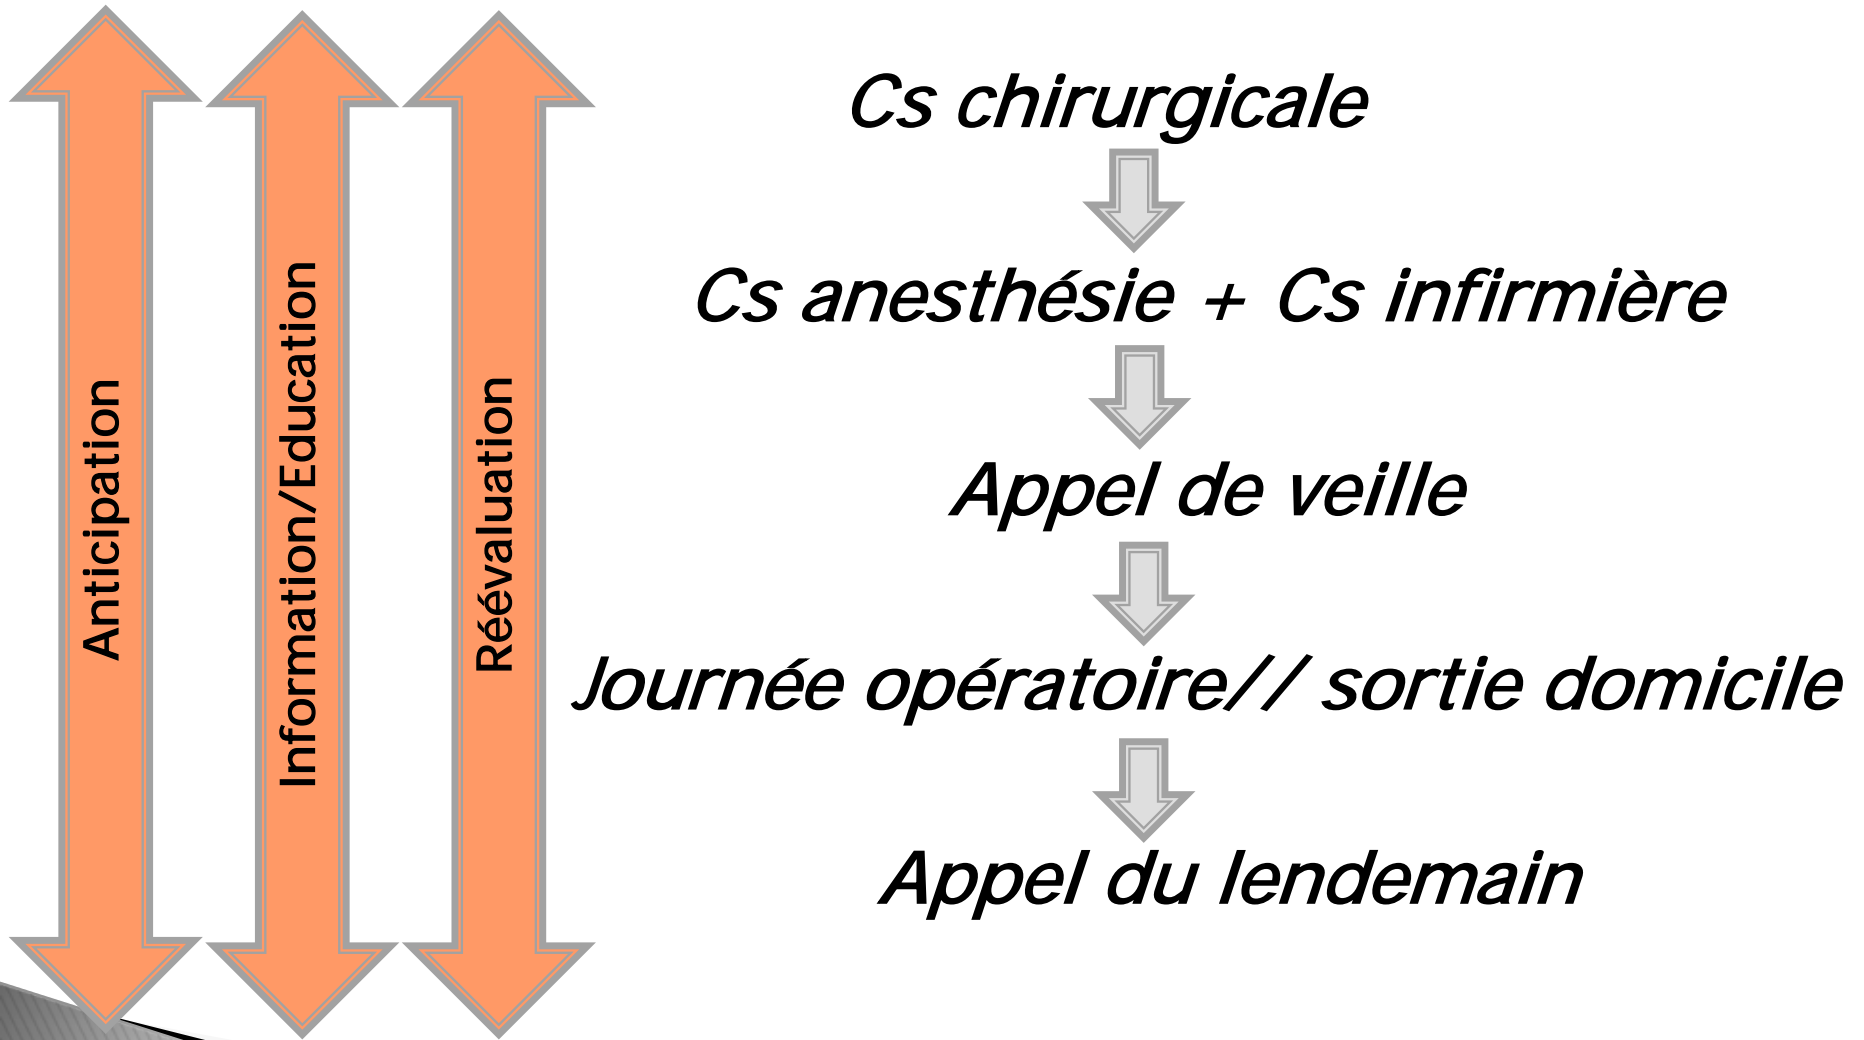 Anticipation
Information/Education
Réévaluation
Cs chirurgicale
Cs anesthésie + Cs infirmière
Appel de veille
Journée opératoire// sortie domicile
Appel du lendemain